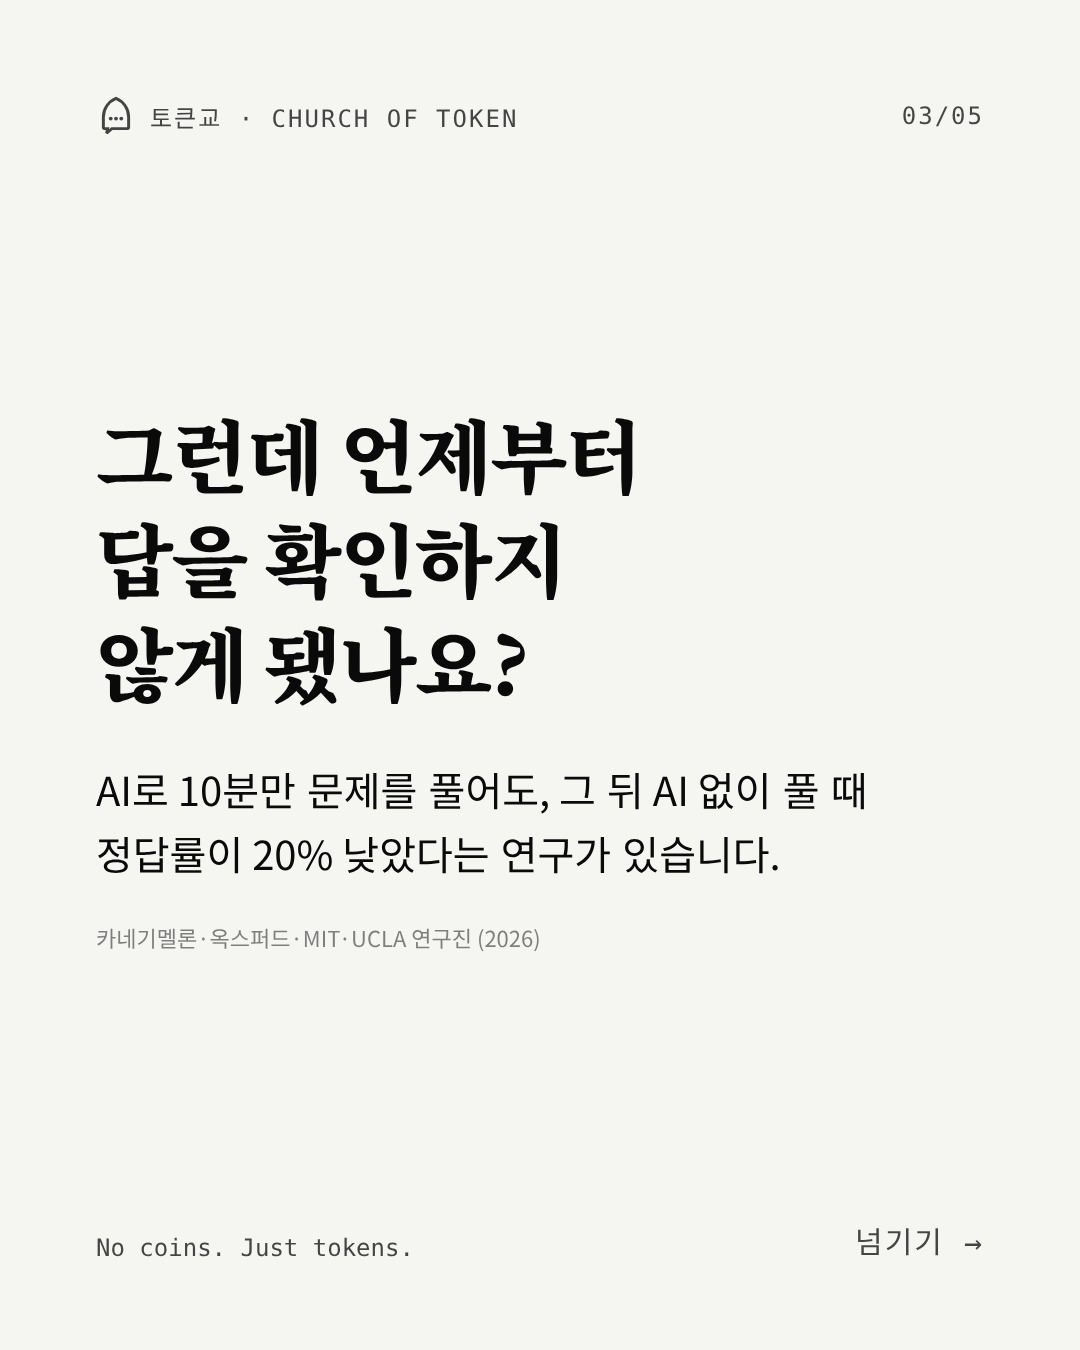 토큰교 · CHURCH OF TOKEN
03/05
그런데 언제부터
답을 확인하지
않게 됐나요?
AI로 10분만 문제를 풀어도, 그 뒤 AI 없이 풀 때
정답률이 20% 낮았다는 연구가 있습니다.
카네기멜론·옥스퍼드·MIT·UCLA 연구진 (2026)
No coins. Just tokens.
넘기기 →